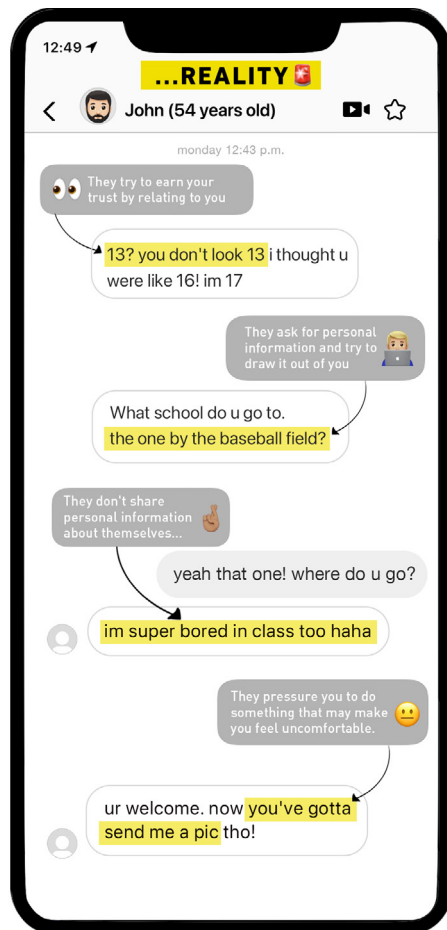 12:49
...REALITY
John (54 years old)
monday 12:43 p.m.
They try to earn your
trust by relating to you
13? you don't look 13 i thought u
were like 16! im 17
They ask for personal
information and try to
draw it out of you
What school do u go to.
the one by the baseball field?
They don't share
personal information
about themselves...
yeah that one! where do u go?
im super bored in class too haha
They pressure you to do
something that may make
you feel uncomfortable.
ur welcome. now you've gotta
send me a pic tho!